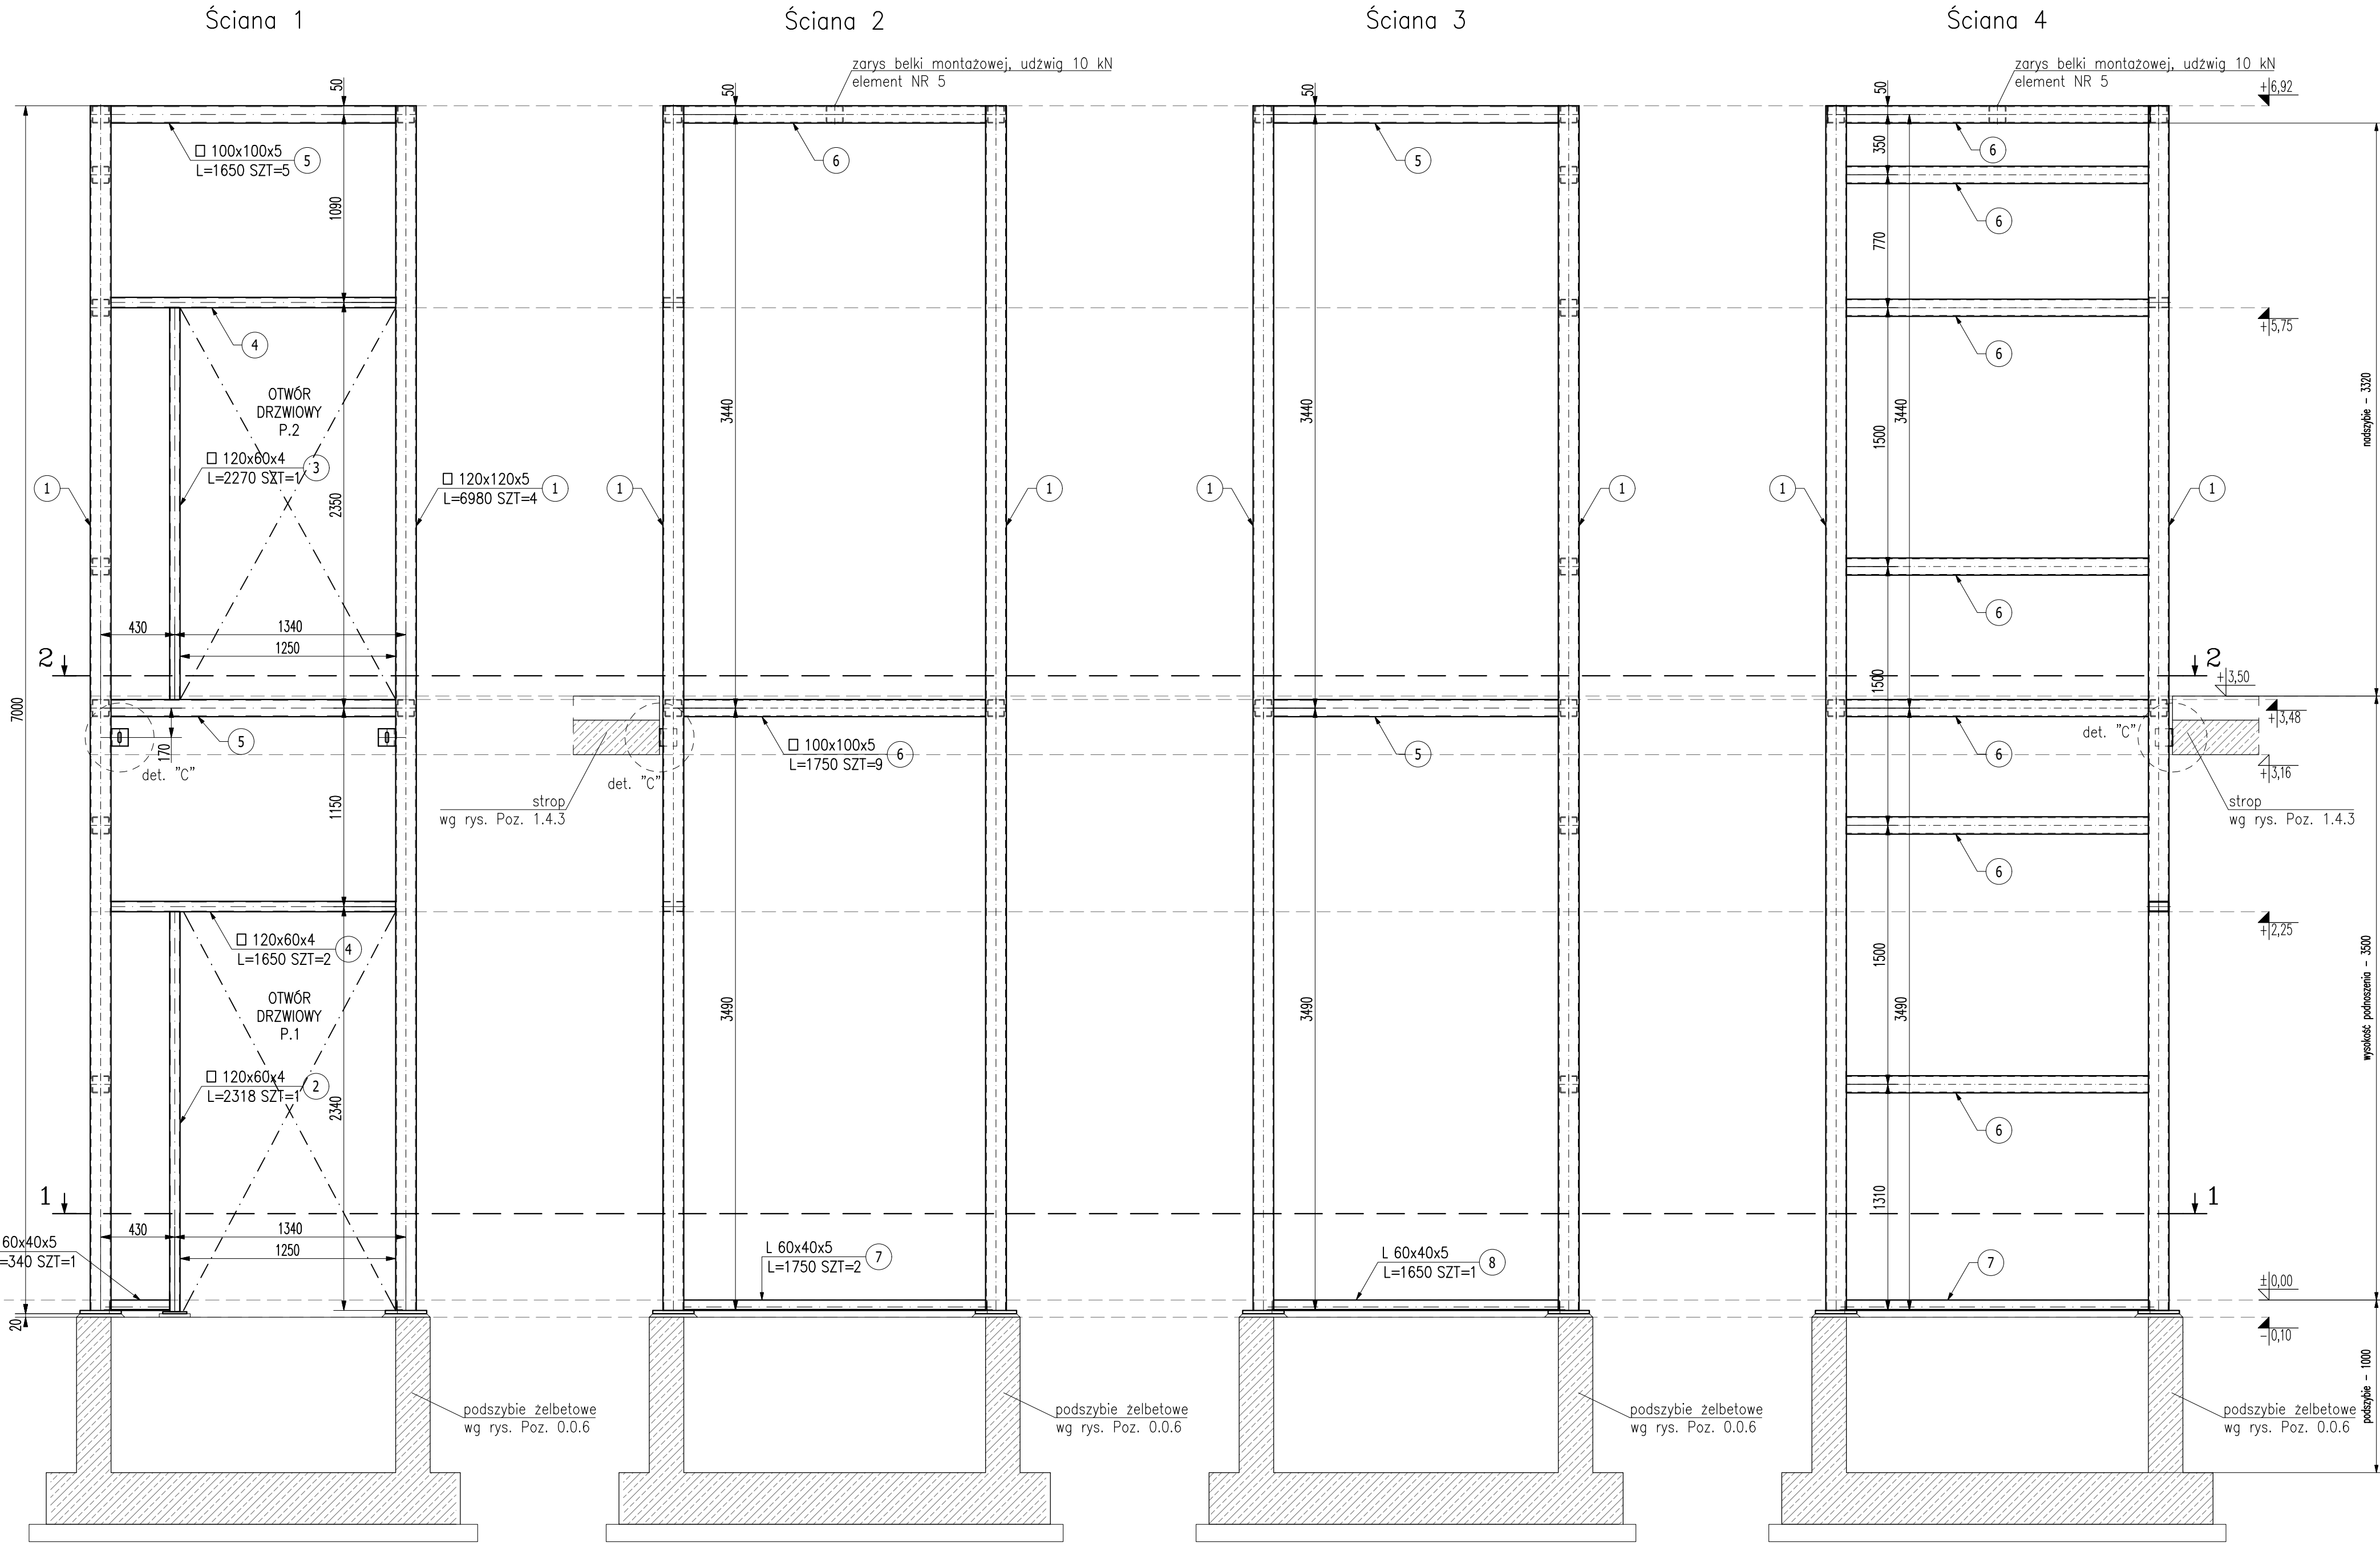 Ściana 1
50
□ 100x100x5
L=1650 SZT=5
5
1090
4
OTWÓR
DRZWIOWY
P.2
□ 120x60x4
L=2270 SZT=1
3
2350
1
□ 120x120x5
L=6980 SZT=4
1
430
1340
1250
2
7000
5
170
det. "C"
1150
□ 120x60x4
L=1650 SZT=2
4
OTWÓR
DRZWIOWY
P.1
□ 120x60x4
L=2318 SZT=1
2
2340
1
430
1340
1250
60x40x5
=340 SZT=1
20
podszybie żelbetowe
wg rys. Poz. 0.0.6
Ściana 2
zarys belki montażowej, udźwig 10 kN
element NR 5
50
6
3440
1
1
□ 100x100x5
L=1750 SZT=9
6
det. "C"
strop
wg rys. Poz. 1.4.3
3490
L 60x40x5
L=1750 SZT=2
7
podszybie żelbetowe
wg rys. Poz. 0.0.6
Ściana 3
50
5
3440
1
1
5
3490
L 60x40x5
L=1650 SZT=1
8
podszybie żelbetowe
wg rys. Poz. 0.0.6
Ściana 4
zarys belki montażowej, udźwig 10 kN
element NR 5
50
+6,92
6
350
6
770
6
+5,75
3440
1500
nadszybie - 3320
1
1
6
2
1500
+3,50
+3,48
det. "C"
6
+3,16
strop
wg rys. Poz. 1.4.3
6
+2,25
1500
3490
wysokość podnoszenia - 3500
6
1310
1
7
±0,00
-0,10
podszybie - 1000
podszybie żelbetowe
wg rys. Poz. 0.0.6